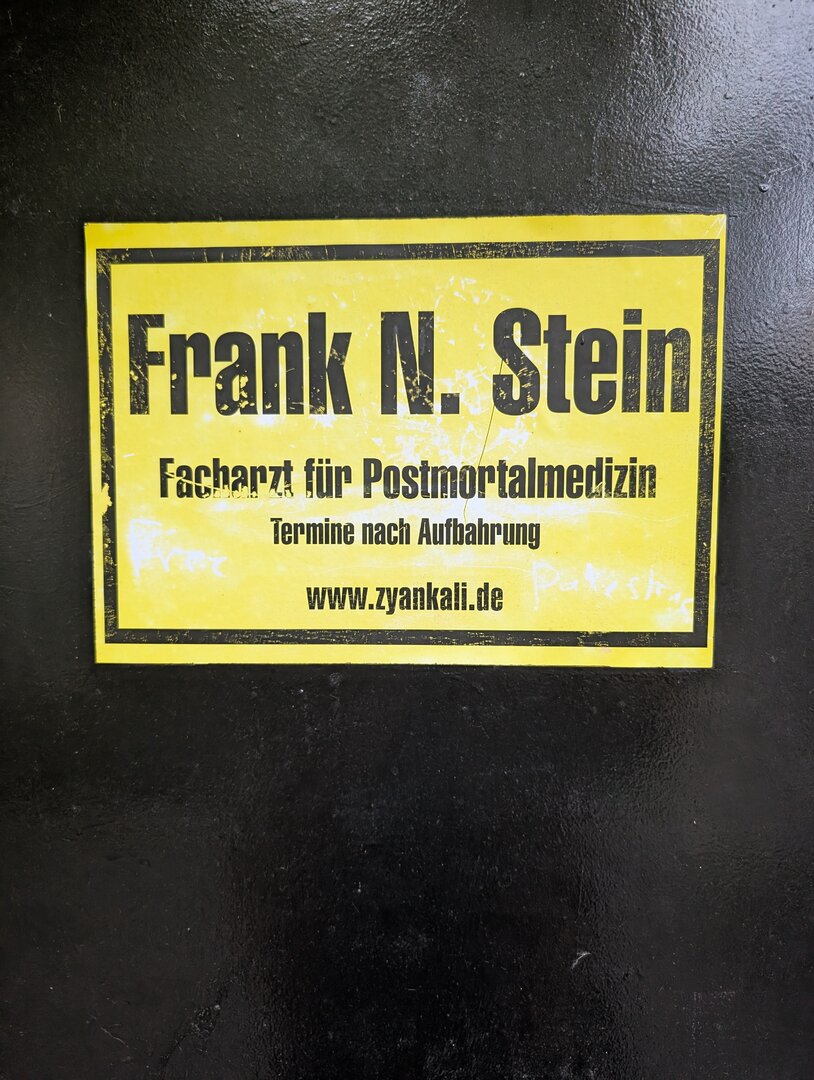 Frank N. Stein
Facharzt für Postmortalmedizin
Termine nach Aufbahrung
www.zyankali.de